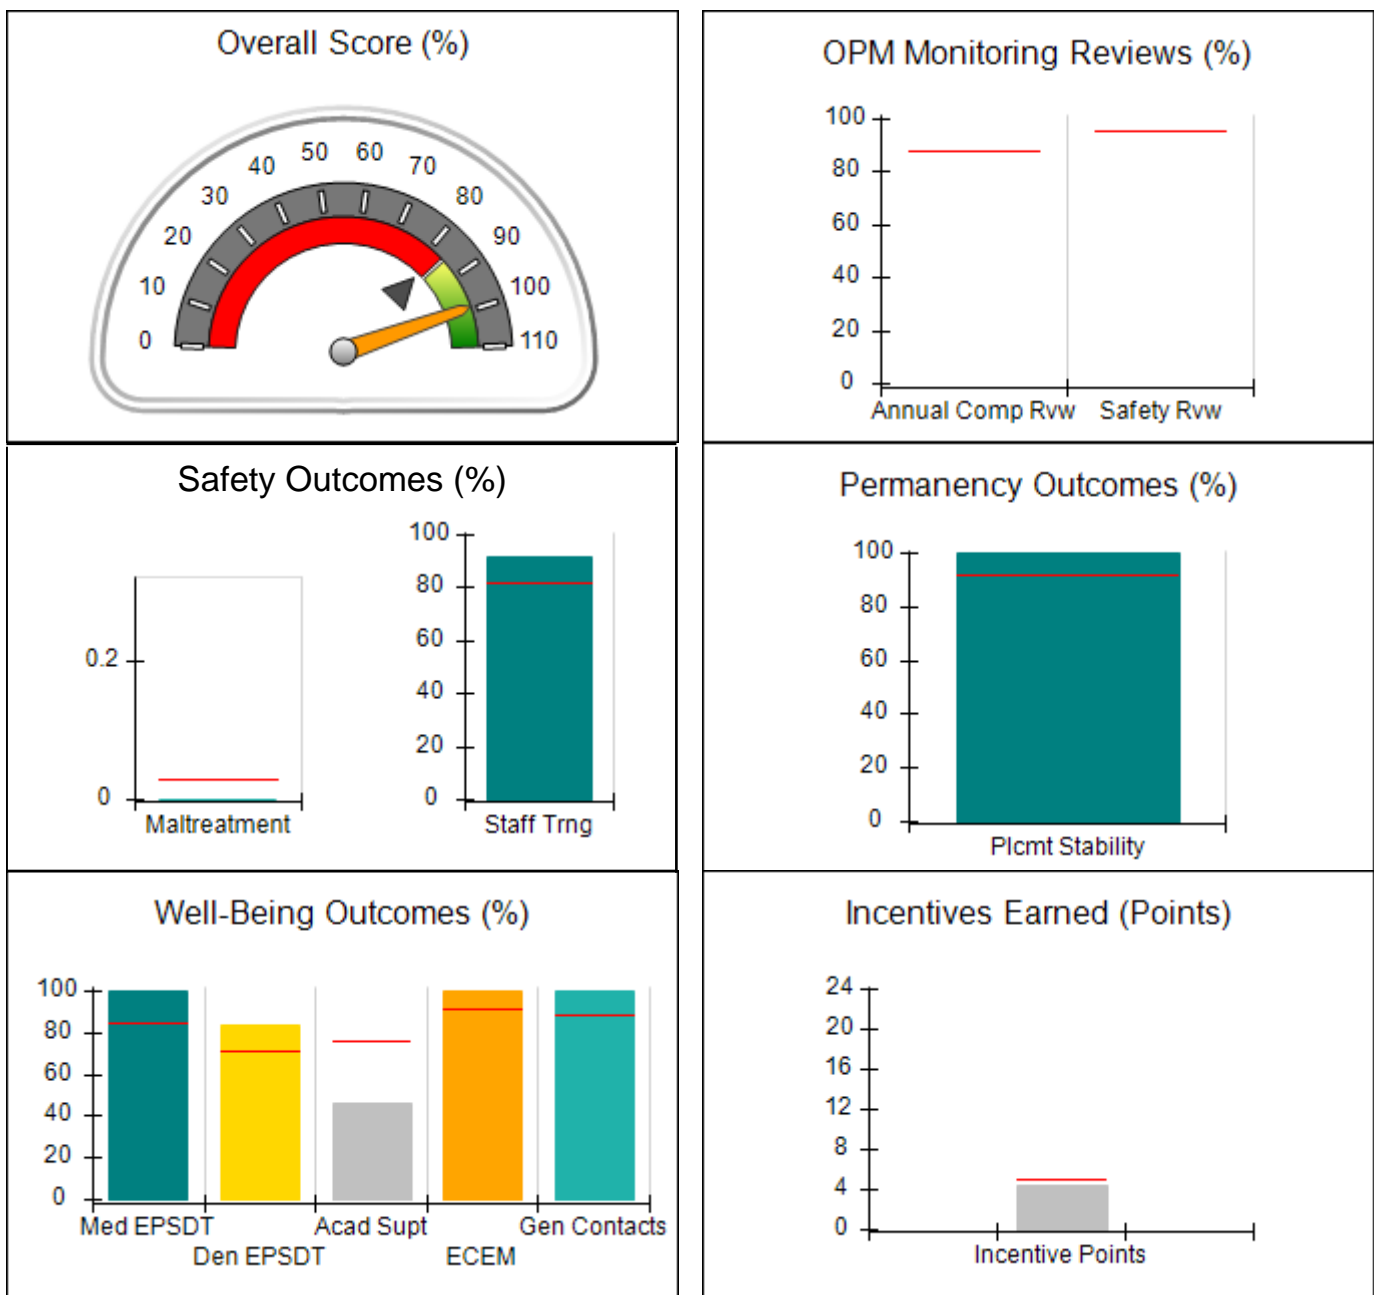 Overall Score (%)
0
10
20
30
40
50
60
70
80
90
100
110
OPM Monitoring Reviews (%)
100
80
60
40
20
0
Annual Comp Rvw
Safety Rvw
Safety Outcomes (%)
0.2
0
Maltreatment
100
80
60
40
20
0
Staff Trng
Permanency Outcomes (%)
100
80
60
40
20
0
Plcmt Stability
Well-Being Outcomes (%)
100
80
60
40
20
0
Med EPSDT
Den EPSDT
Acad Supt
ECEM
Gen Contacts
Incentives Earned (Points)
24
20
16
12
8
4
0
Incentive Points